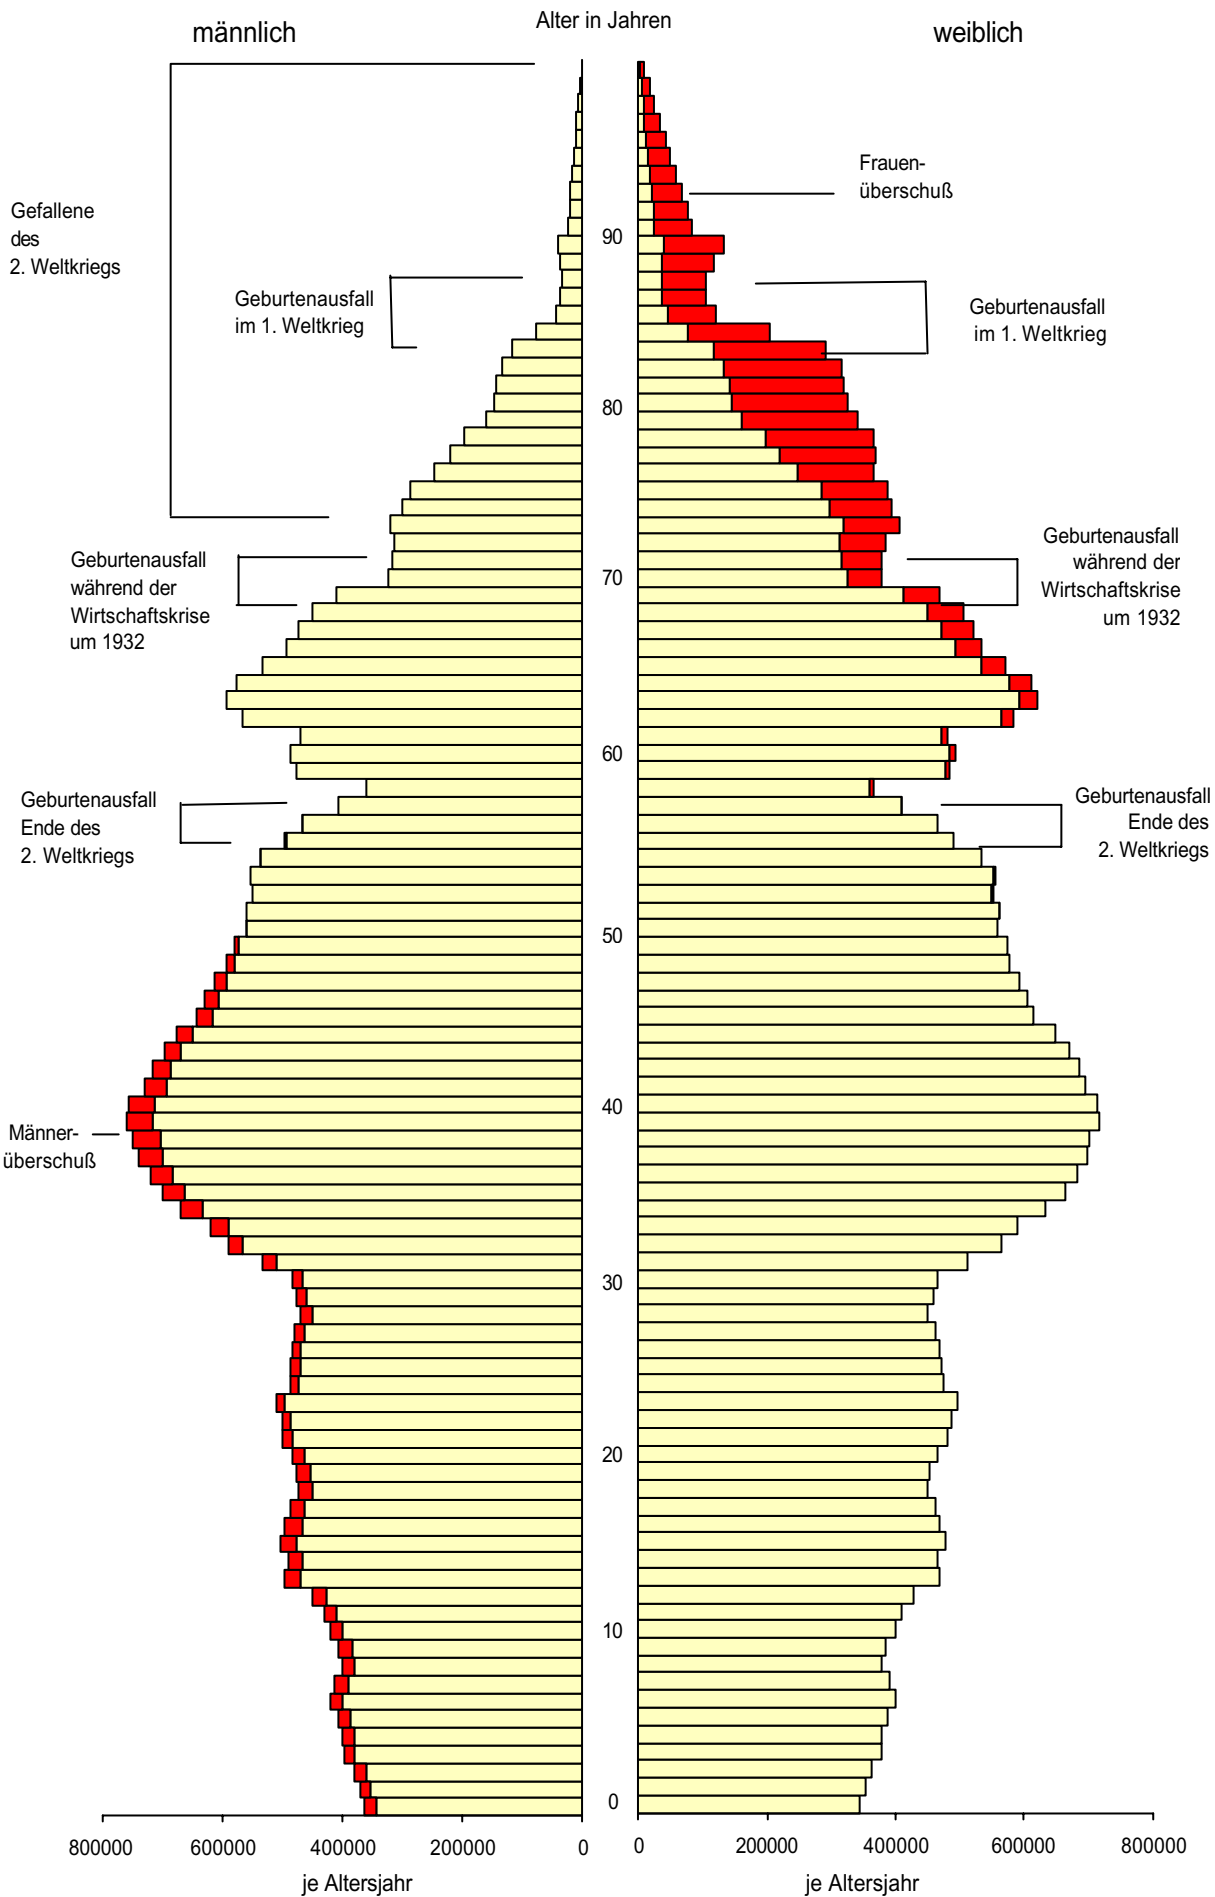 Alter in Jahren
männlich
weiblich
Gefallene
des
2. Weltkriegs
Frauen-
überschuß
90
Geburtenausfall
im 1. Weltkrieg
Geburtenausfall
im 1. Weltkrieg
80
Geburtenausfall
während der
Wirtschaftskrise
um 1932
70
Geburtenausfall
während der
Wirtschaftskrise
um 1932
60
Geburtenausfall
Ende des
2. Weltkriegs
Geburtenausfall
Ende des
2. Weltkriegs
50
40
Männer-
überschuß
30
20
10
0
800000 600000 400000 200000 0
0 200000 400000 600000 800000
je Altersjahr
je Altersjahr